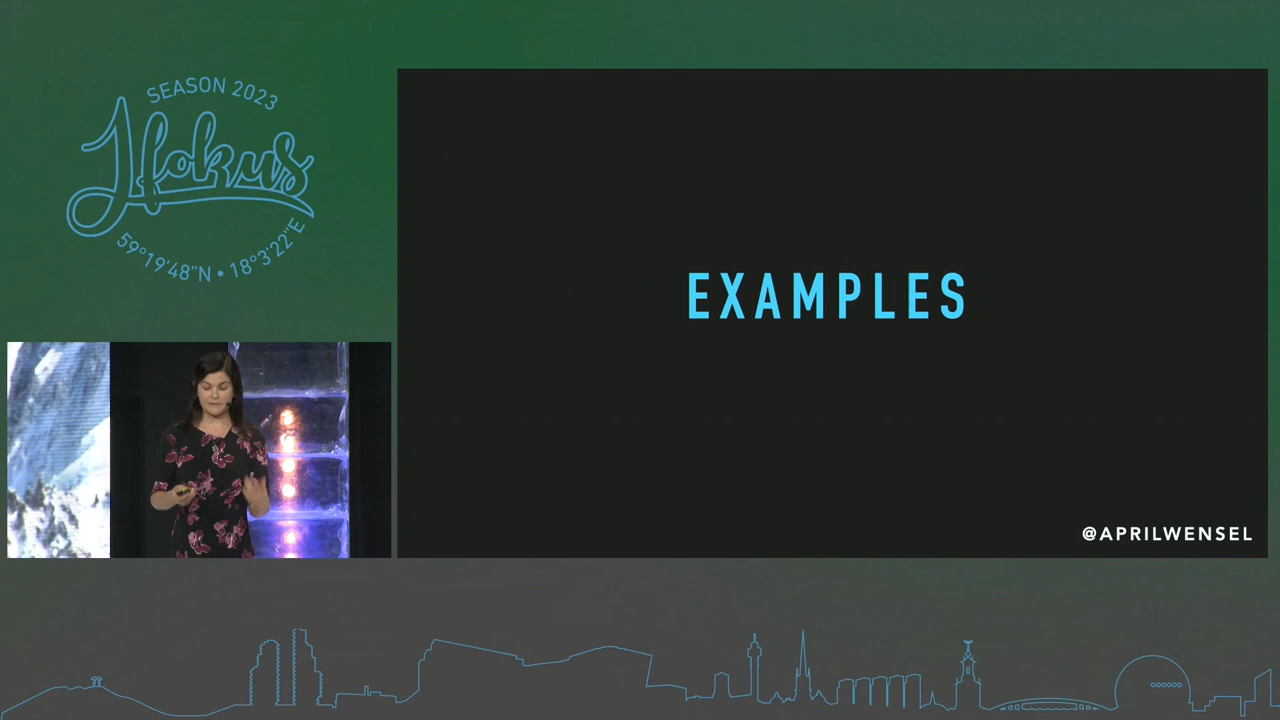 SEASON 2023
Jfokus
59°19'48"N • 18°3'22"E
EXAMPLES
@APRILWENSEL